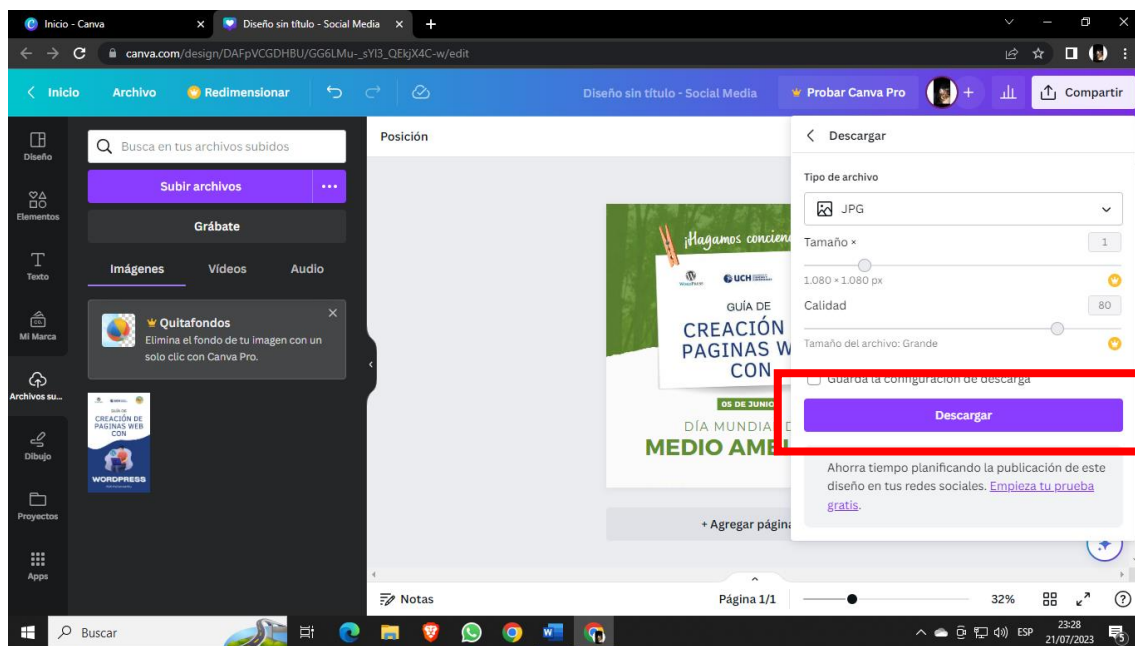 Inicio - Canva
Diseño sin título - Social Media
canva.com/design/DAFpVCGDHBU/GG6LMu-_sYI3_QEkjX4C-w/edit
Inicio
Archivo
Redimensionar
Diseño sin título - Social Media
Probar Canva Pro
Compartir
Diseño
Elementos
Texto
Mi Marca
Archivos su...
Dibujo
Proyectos
Apps
Busca en tus archivos subidos
Subir archivos
Grábate
Imágenes Vídeos Audio
Quitafondos
Elimina el fondo de tu imagen con un
solo clic con Canva Pro.
GUÍA DE
CREACIÓN DE
PAGINAS WEB
CON
WORDPRESS
Posición
¡Hagamos concien
UCH
GUÍA DE
CREACIÓN
PAGINAS W
CON
05 DE JUNIO
DÍA MUNDIAL D
MEDIO AMB
+ Agregar página
Descargar
Tipo de archivo
JPG
Tamaño × 1
1.080 × 1.080 px
Calidad 80
Tamaño del archivo: Grande
Guarda la configuración de descarga
Descargar
Ahorra tiempo planificando la publicación de este
diseño en tus redes sociales. Empieza tu prueba
gratis.
Notas
Página 1/1
32%
Buscar
ESP
23:28
21/07/2023
5